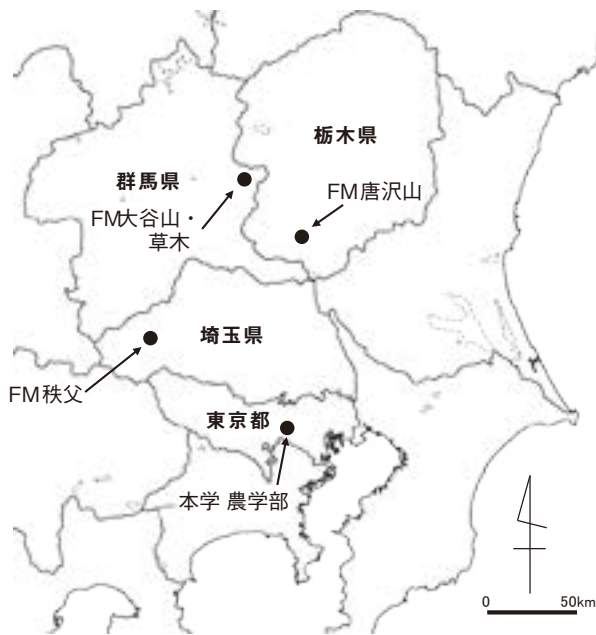 栃木県
群馬県
FM唐沢山
FM大谷山・
草木
埼玉県
FM秩父
東京都
本学 農学部
0 50km